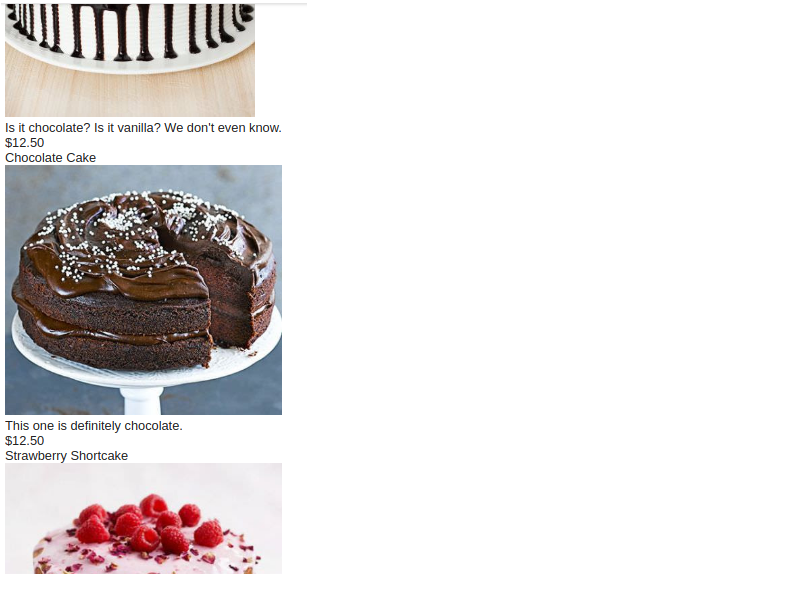 Is it chocolate? Is it vanilla? We don't even know.
$12.50
Chocolate Cake
This one is definitely chocolate.
$12.50
Strawberry Shortcake